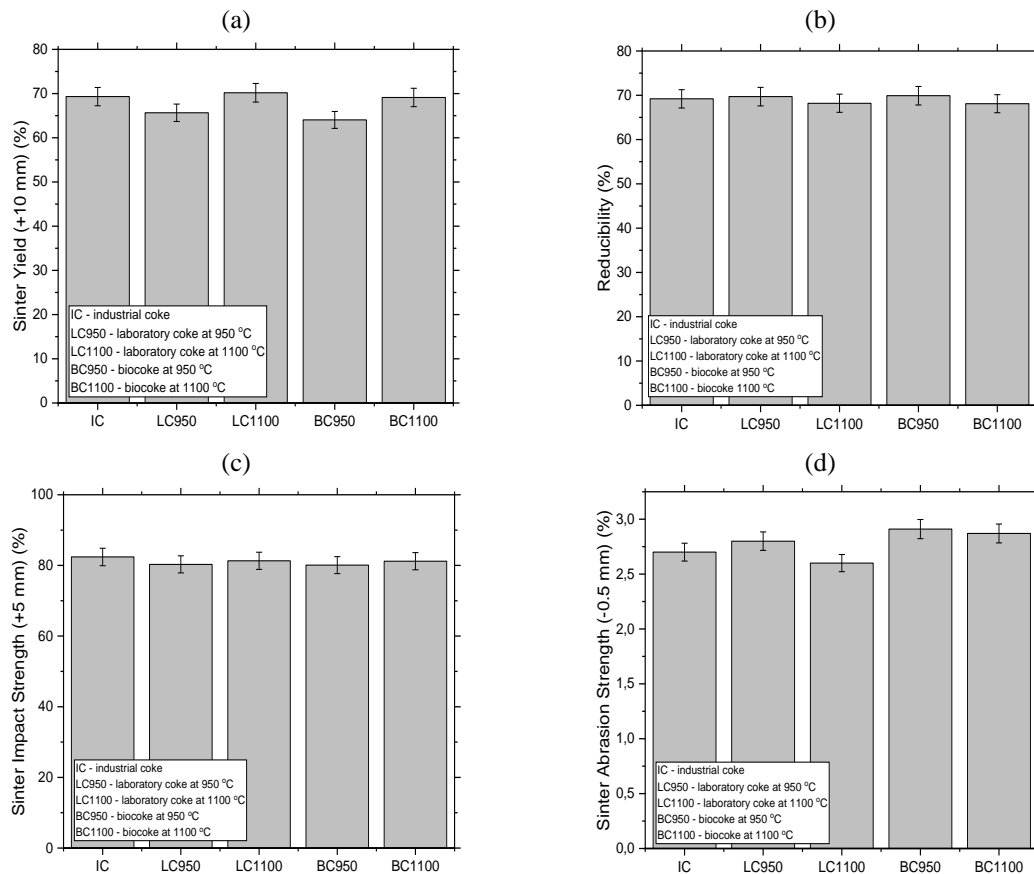 (a)
80
70
60
50
40
30
20
10
0
Sinter Yield (+10 mm) (%)
IC - industrial coke
LC950 - laboratory coke at 950 °C
LC1100 - laboratory coke at 1100 °C
BC950 - biocoke at 950 °C
BC1100 - biocoke at 1100 °C
IC LC950 LC1100 BC950 BC1100
(b)
80
70
60
50
40
30
20
10
0
Reducibility (%)
IC - industrial coke
LC950 - laboratory coke at 950 °C
LC1100 - laboratory coke at 1100 °C
BC950 - biocoke at 950 °C
BC1100 - biocoke 1100 °C
IC LC950 LC1100 BC950 BC1100
(c)
100
80
60
40
20
0
Sinter Impact Strength (+5 mm) (%)
IC - industrial coke
LC950 - laboratory coke at 950 °C
LC1100 - laboratory coke at 1100 °C
BC950 - biocoke at 950 °C
BC1100 - biocoke at 1100 °C
IC LC950 LC1100 BC950 BC1100
(d)
3,0
2,5
2,0
1,5
1,0
0,5
0,0
Sinter Abrasion Strength (-0.5 mm) (%)
IC - industrial coke
LC950 - laboratory coke at 950 °C
LC1100 - laboratory coke at 1100 °C
BC950 - biocoke at 950 °C
BC1100 - biocoke at 1100 °C
IC LC950 LC1100 BC950 BC1100